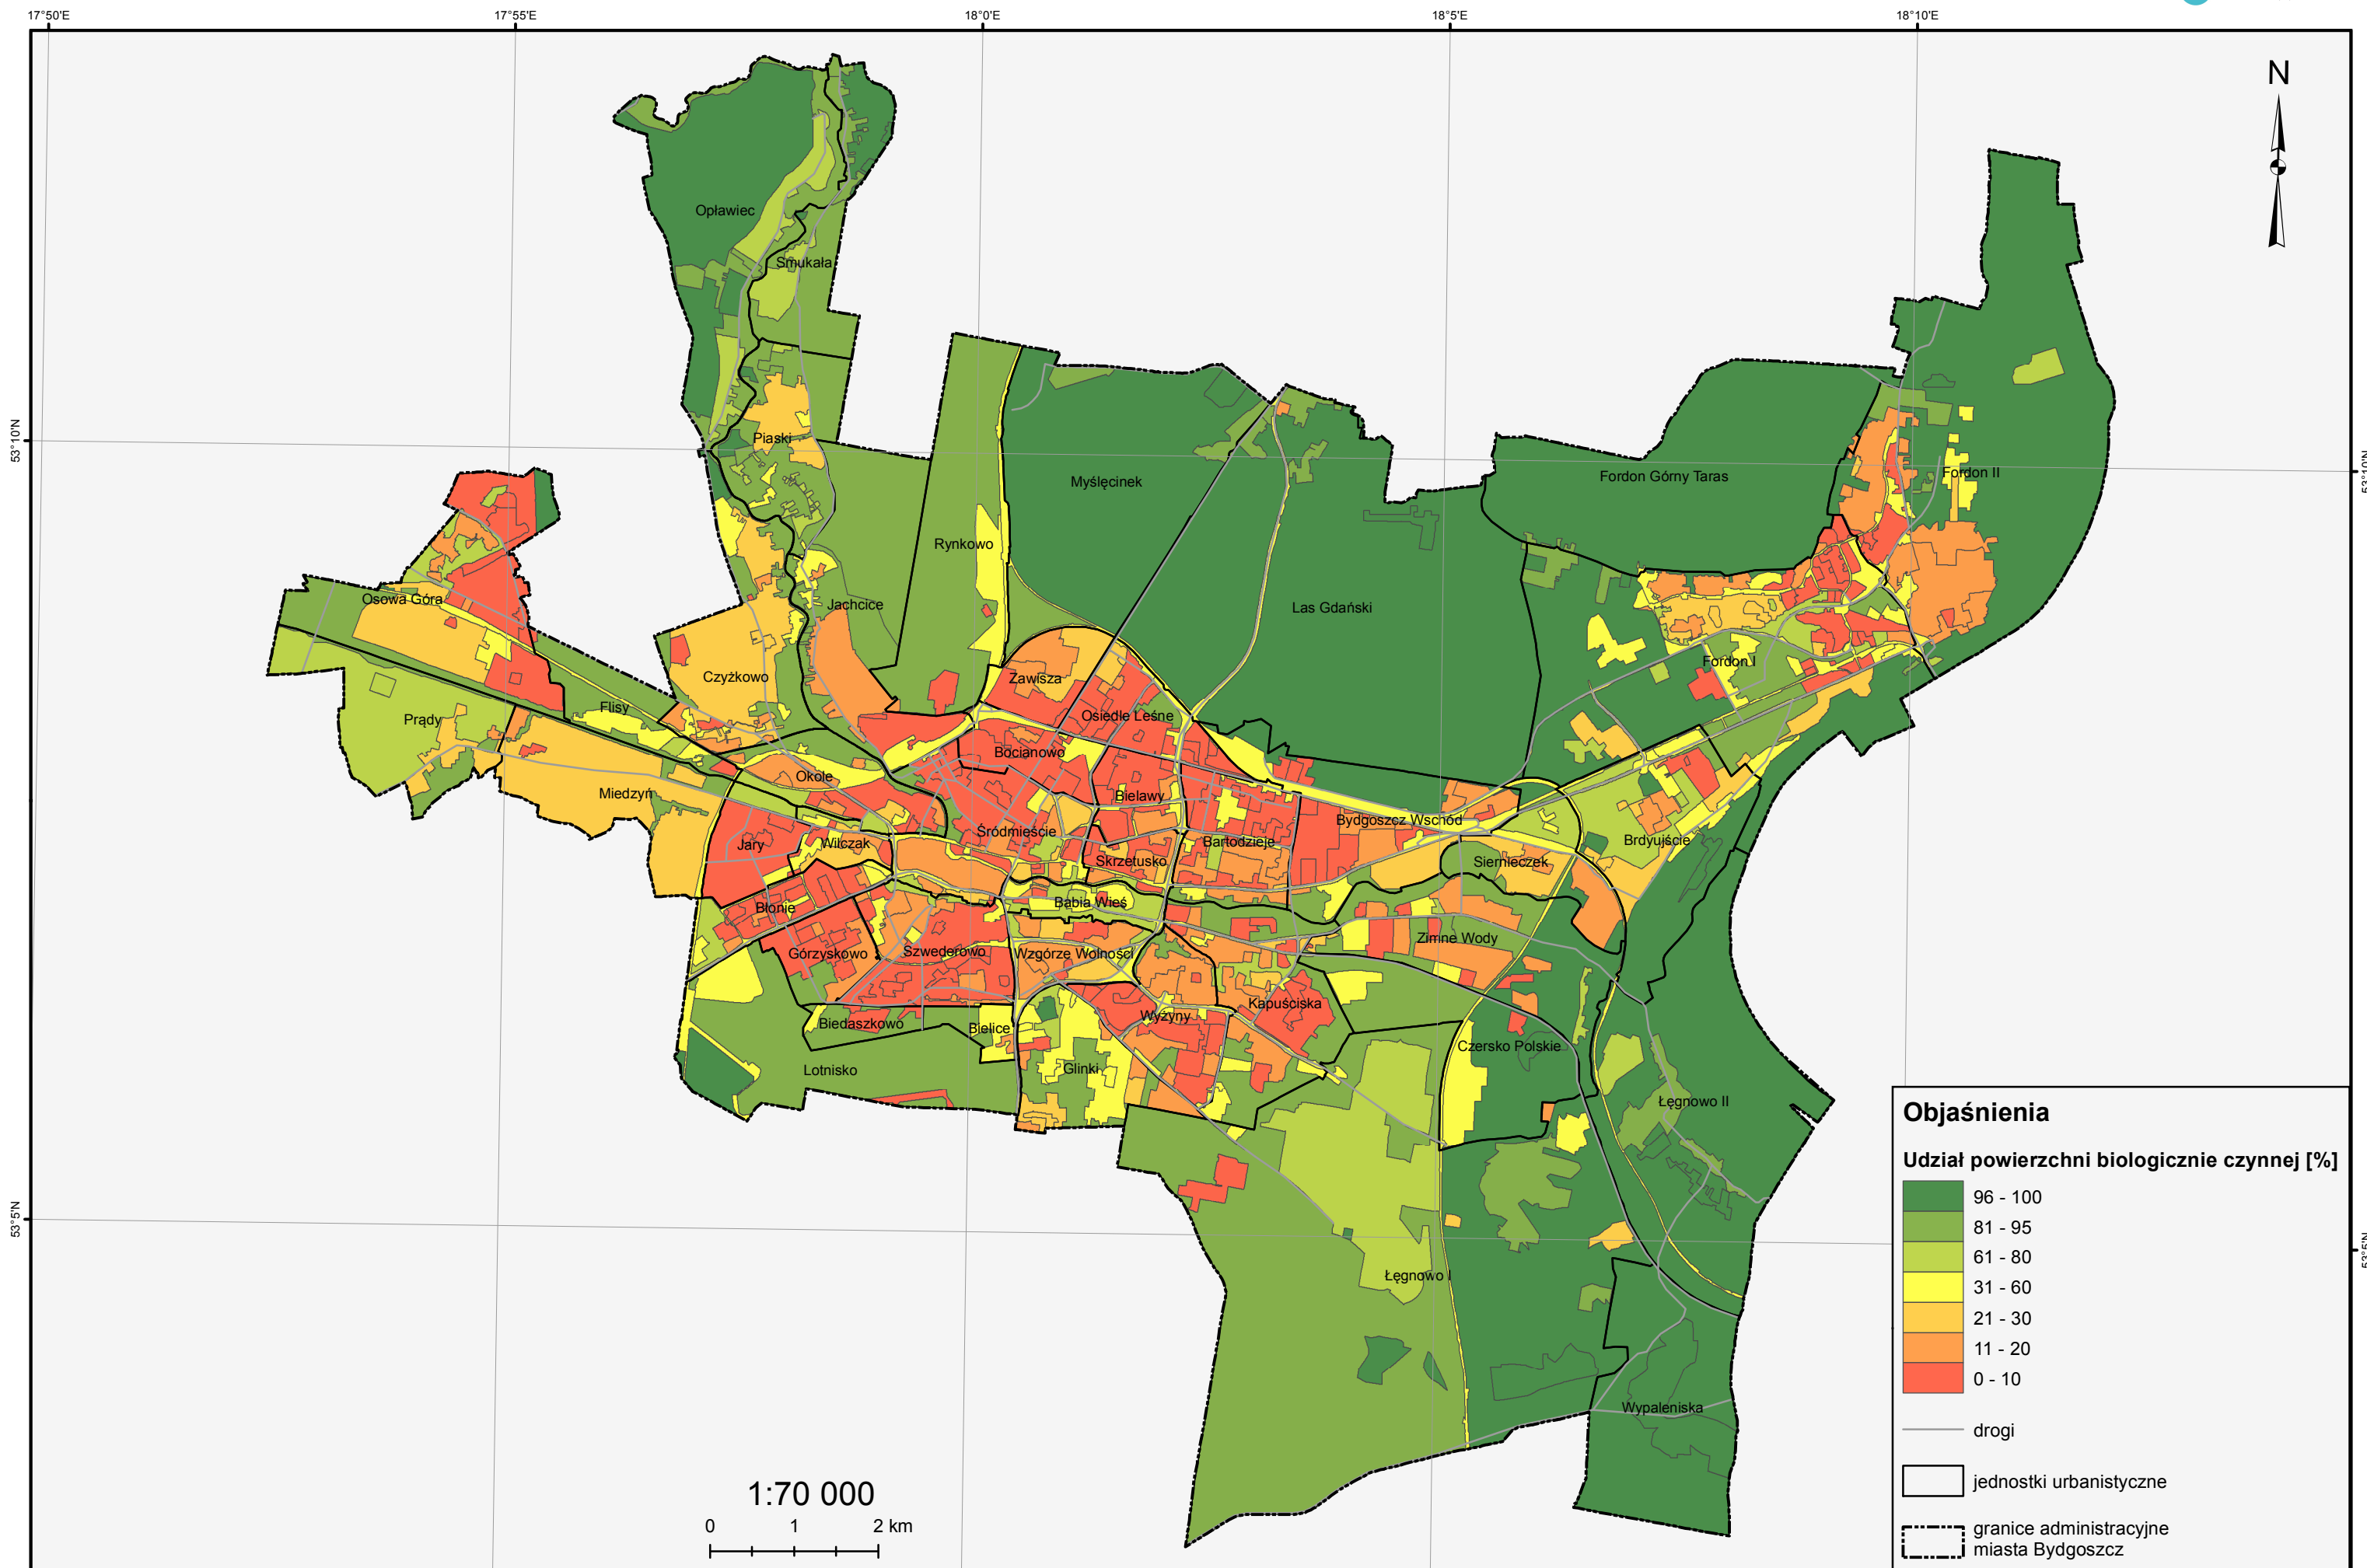 17°50'E
17°55'E
18°0'E
18°5'E
18°10'E
N
Opławiec
Smukała
Piaski
53°10'N
Myślęcinek
Fordon Górny Taras
Fordon II
Rynkowo
Osowa Góra
Jachcice
Las Gdański
Fordon I
Czyżkowo
Zawisza
Flisy
Prądy
Osiedle Leśne
Bocianowo
Okole
Miedzyń
Bielawy
Bydgoszcz Wschód
Śródmieście
Jary
Wilczak
Bartodzieje
Brdyujście
Skrzetusko
Siernieczek
Błonie
Babia Wieś
Zimne Wody
Górzyskowo
Szwederowo
Wzgórze Wolności
Kapuściska
Wyżyny
Biedaszkowo
Bielice
Czersko Polskie
Lotnisko
Glinki
Łęgnowo II
53°5'N
Łęgnowo I
Wypaleniska
Objaśnienia
Udział powierzchni biologicznie czynnej [%]
96 - 100
81 - 95
61 - 80
31 - 60
21 - 30
11 - 20
0 - 10
drogi
jednostki urbanistyczne
granice administracyjne
miasta Bydgoszcz
1:70 000
0 1 2 km